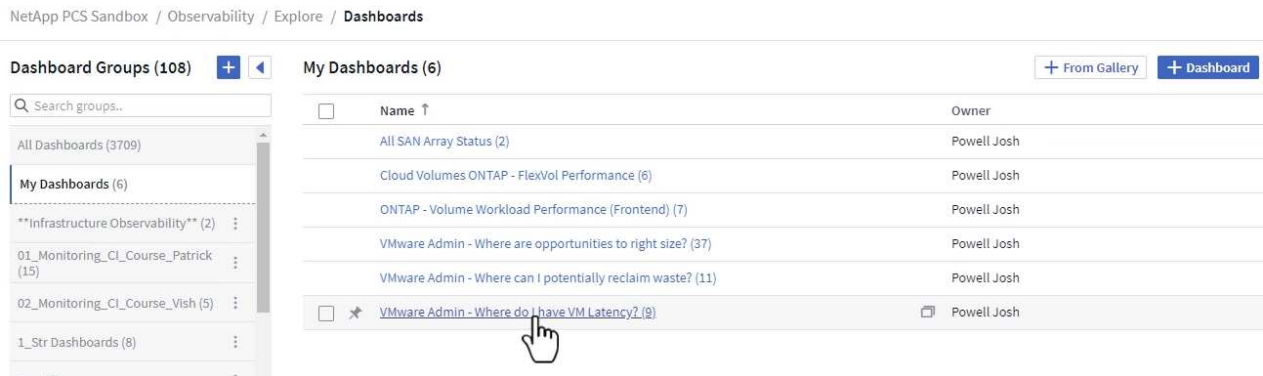 NetApp PCS Sandbox / Observability / Explore / Dashboards
Dashboard Groups (108)
+
My Dashboards (6)
+ From Gallery
+ Dashboard
Search groups..
Name ↑
Owner
All Dashboards (3709)
All SAN Array Status (2)
Powell Josh
My Dashboards (6)
Cloud Volumes ONTAP - FlexVol Performance (6)
Powell Josh
**Infrastructure Observability** (2)
ONTAP - Volume Workload Performance (Frontend) (7)
Powell Josh
01_Monitoring_CI_Course_Patrick
(15)
VMware Admin - Where are opportunities to right size? (37)
Powell Josh
02_Monitoring_CI_Course_Vish (5)
VMware Admin - Where can I potentially reclaim waste? (11)
Powell Josh
1_Str Dashboards (8)
VMware Admin - Where do I have VM Latency? (9)
Powell Josh